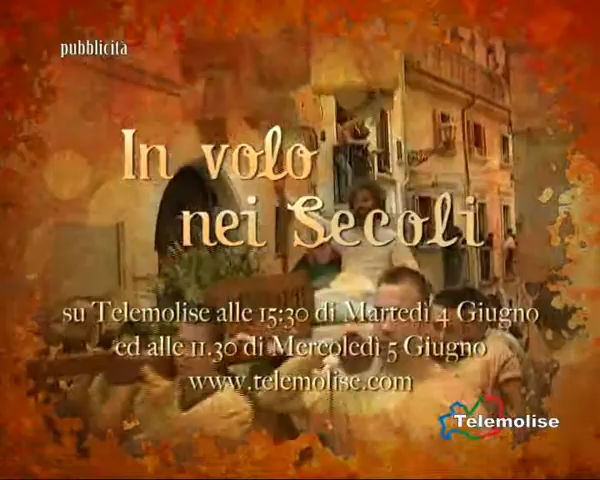 pubblicità
In volo
nei Secoli
su Telemolise alle 15:30 di Martedì 4 Giugno
ed alle 11.30 di Mercoledì 5 Giugno
www.telemolise.com
Telemolise